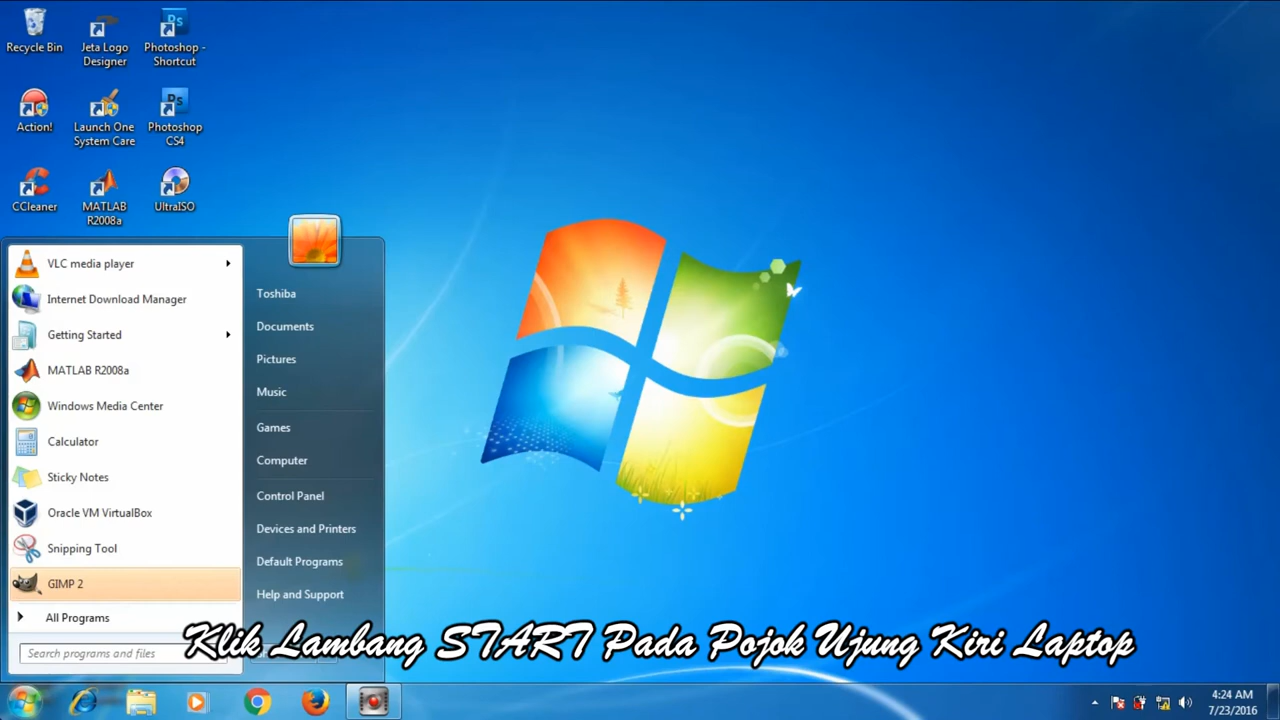 Recycle Bin
Jeta Logo
Designer
Photoshop -
Shortcut
Action!
Launch One
System Care
Photoshop
CS4
CCleaner
MATLAB
R2008a
UltraISO
VLC media player
Internet Download Manager
Getting Started
MATLAB R2008a
Windows Media Center
Calculator
Sticky Notes
Oracle VM VirtualBox
Snipping Tool
GIMP 2
All Programs
Search programs and files
Toshiba
Documents
Pictures
Music
Games
Computer
Control Panel
Devices and Printers
Default Programs
Help and Support
Klik Lambang START Pada Pojok Ujung Kiri Laptop
4:24 AM
7/23/2016